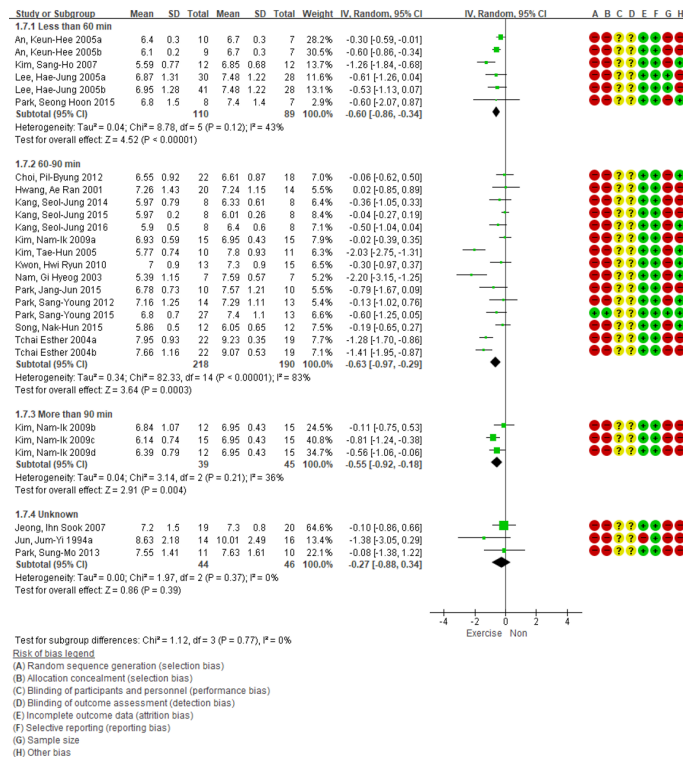 Study or Subgroup Mean SD Total Mean SD Total Weight IV, Random, 95% CI IV, Random, 95% CI A B C D E F G H
1.7.1 Less than 60 min
An, Keun-Hee 2005a 6.4 0.3 10 6.7 0.3 7 28.2% -0.30 [-0.59, -0.01]
An, Keun-Hee 2005b 6.1 0.2 9 6.7 0.3 7 30.0% -0.60 [-0.86, -0.34]
Kim, Sang-Ho 2007 5.59 0.77 12 6.85 0.68 12 13.6% -1.26 [-1.84, -0.68]
Lee, Hae-Jung 2005a 6.87 1.31 30 7.48 1.22 28 12.1% -0.61 [-1.26, 0.04]
Lee, Hae-Jung 2005b 6.95 1.28 41 7.48 1.22 28 13.1% -0.53 [-1.13, 0.07]
Park, Seong Hoon 2015 6.8 1.5 8 7.4 1.4 7 3.0% -0.60 [-2.07, 0.87]
Subtotal (95% CI) 110 89 100.0% -0.60 [-0.86, -0.34]
Heterogeneity: Tau² = 0.04; Chi² = 8.78, df = 5 (P = 0.12); I² = 43%
Test for overall effect: Z = 4.52 (P < 0.00001)
1.7.2 60-90 min
Choi, Pil-Byung 2012 6.55 0.92 22 6.61 0.87 18 7.0% -0.06 [-0.62, 0.50]
Hwang, Ae Ran 2001 7.26 1.43 20 7.24 1.15 14 5.5% 0.02 [-0.85, 0.89]
Kang, Seol-Jung 2014 5.97 0.79 8 6.33 0.61 8 6.3% -0.36 [-1.05, 0.33]
Kang, Seol-Jung 2015 5.97 0.2 8 6.01 0.26 8 8.5% -0.04 [-0.27, 0.19]
Kang, Seol-Jung 2016 5.9 0.5 8 6.4 0.6 8 7.1% -0.50 [-1.04, 0.04]
Kim, Nam-Ik 2009a 6.93 0.59 15 6.95 0.43 15 7.9% -0.02 [-0.39, 0.35]
Kim, Tae-Hun 2005 5.77 0.74 10 7.8 0.93 11 6.2% -2.03 [-2.75, -1.31]
Kwon, Hwi Ryun 2010 7 0.9 13 7.3 0.9 15 6.4% -0.30 [-0.97, 0.37]
Nam, Gi Hyeog 2003 5.39 1.15 7 7.59 0.57 7 5.1% -2.20 [-3.15, -1.25]
Park, Jang-Jun 2015 6.78 0.73 10 7.57 1.21 10 5.5% -0.79 [-1.67, 0.09]
Park, Sang-Young 2012 7.16 1.25 14 7.29 1.11 13 5.4% -0.13 [-1.02, 0.76]
Park, Sang-Young 2015 6.8 0.7 27 7.4 1.1 13 6.5% -0.60 [-1.25, 0.05]
Song, Nak-Hun 2015 5.86 0.5 12 6.05 0.65 12 7.4% -0.19 [-0.65, 0.27]
Tchai Esther 2004a 7.95 0.93 22 9.23 0.35 19 7.6% -1.28 [-1.70, -0.86]
Tchai Esther 2004b 7.66 1.16 22 9.07 0.53 19 7.1% -1.41 [-1.95, -0.87]
Subtotal (95% CI) 218 190 100.0% -0.63 [-0.97, -0.29]
Heterogeneity: Tau² = 0.34; Chi² = 82.33, df = 14 (P < 0.00001); I² = 83%
Test for overall effect: Z = 3.64 (P = 0.0003)
1.7.3 More than 90 min
Kim, Nam-Ik 2009b 6.84 1.07 12 6.95 0.43 15 24.5% -0.11 [-0.75, 0.53]
Kim, Nam-Ik 2009c 6.14 0.74 15 6.95 0.43 15 40.8% -0.81 [-1.24, -0.38]
Kim, Nam-Ik 2009d 6.39 0.79 12 6.95 0.43 15 34.7% -0.56 [-1.06, -0.06]
Subtotal (95% CI) 39 45 100.0% -0.55 [-0.92, -0.18]
Heterogeneity: Tau² = 0.04; Chi² = 3.14, df = 2 (P = 0.21); I² = 36%
Test for overall effect: Z = 2.91 (P = 0.004)
1.7.4 Unknown
Jeong, Ihn Sook 2007 7.2 1.5 19 7.3 0.8 20 64.6% -0.10 [-0.86, 0.66]
Jun, Jum-Yi 1994a 8.63 2.18 14 10.01 2.49 16 13.3% -1.38 [-3.05, 0.29]
Park, Sung-Mo 2013 7.55 1.41 11 7.63 1.61 10 22.1% -0.08 [-1.38, 1.22]
Subtotal (95% CI) 44 46 100.0% -0.27 [-0.88, 0.34]
Heterogeneity: Tau² = 0.00; Chi² = 1.97, df = 2 (P = 0.37); I² = 0%
Test for overall effect: Z = 0.86 (P = 0.39)
-4 -2 0 2 4
Exercise Non
Test for subgroup differences: Chi² = 1.12, df = 3 (P = 0.77), I² = 0%
Risk of bias legend
(A) Random sequence generation (selection bias)
(B) Allocation concealment (selection bias)
(C) Blinding of participants and personnel (performance bias)
(D) Blinding of outcome assessment (detection bias)
(E) Incomplete outcome data (attrition bias)
(F) Selective reporting (reporting bias)
(G) Sample size
(H) Other bias